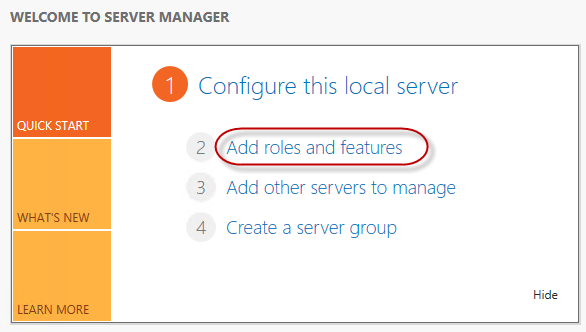 WELCOME TO SERVER MANAGER
QUICK START
WHAT'S NEW
LEARN MORE
1 Configure this local server
2 Add roles and features
3 Add other servers to manage
4 Create a server group
Hide